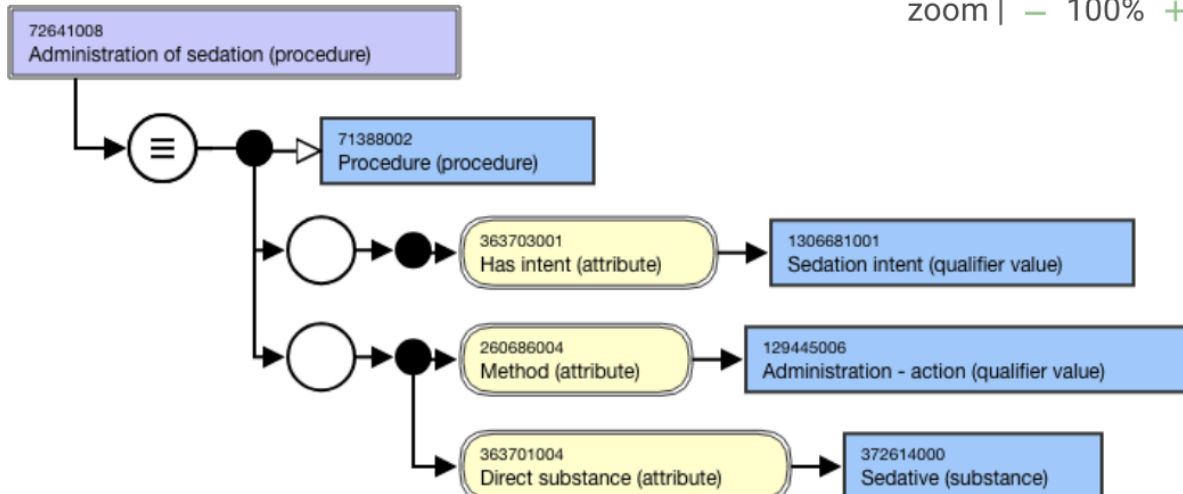 zoom | – 100% +
72641008
Administration of sedation (procedure)
71388002
Procedure (procedure)
363703001
Has intent (attribute)
1306681001
Sedation intent (qualifier value)
260686004
Method (attribute)
129445006
Administration - action (qualifier value)
363701004
Direct substance (attribute)
372614000
Sedative (substance)